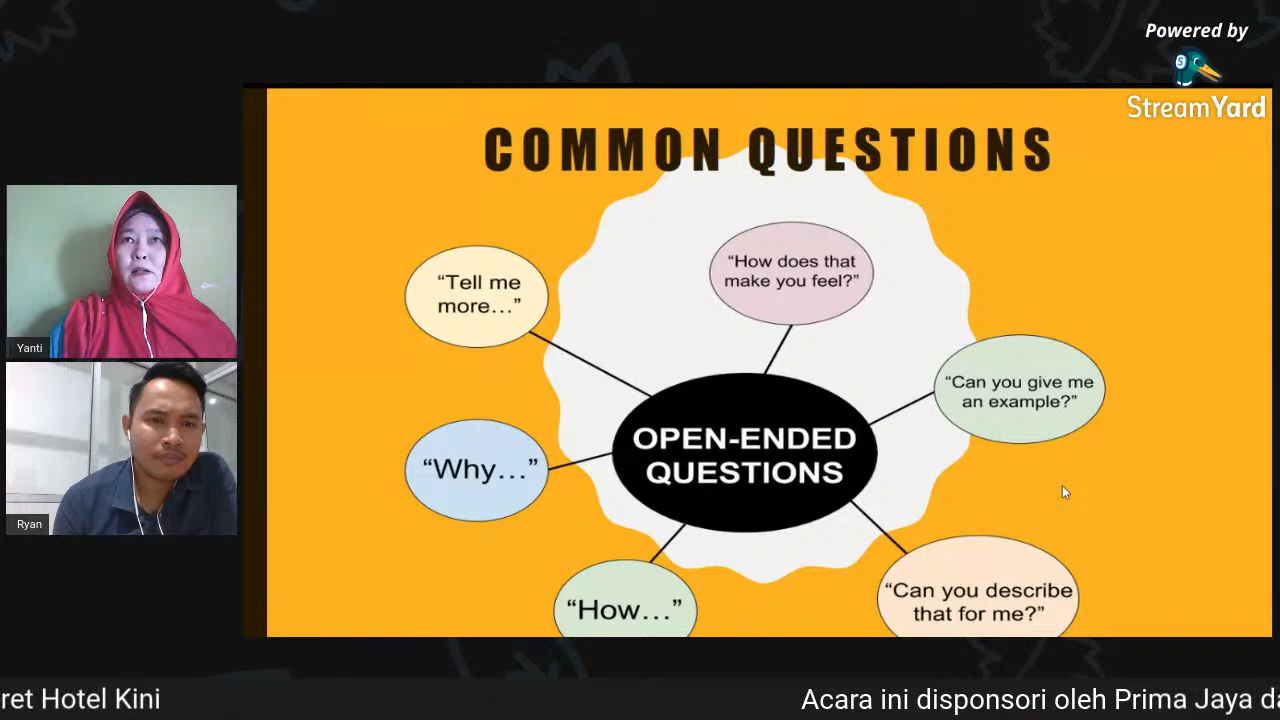 Powered by
StreamYard
COMMON QUESTIONS
“Tell me
more…”
“How does that
make you feel?”
“Can you give me
an example?”
OPEN-ENDED
QUESTIONS
“Why…”
“How…”
“Can you describe
that for me?”
Yanti
Ryan
ret Hotel Kini
Acara ini disponsori oleh Prima Jaya da